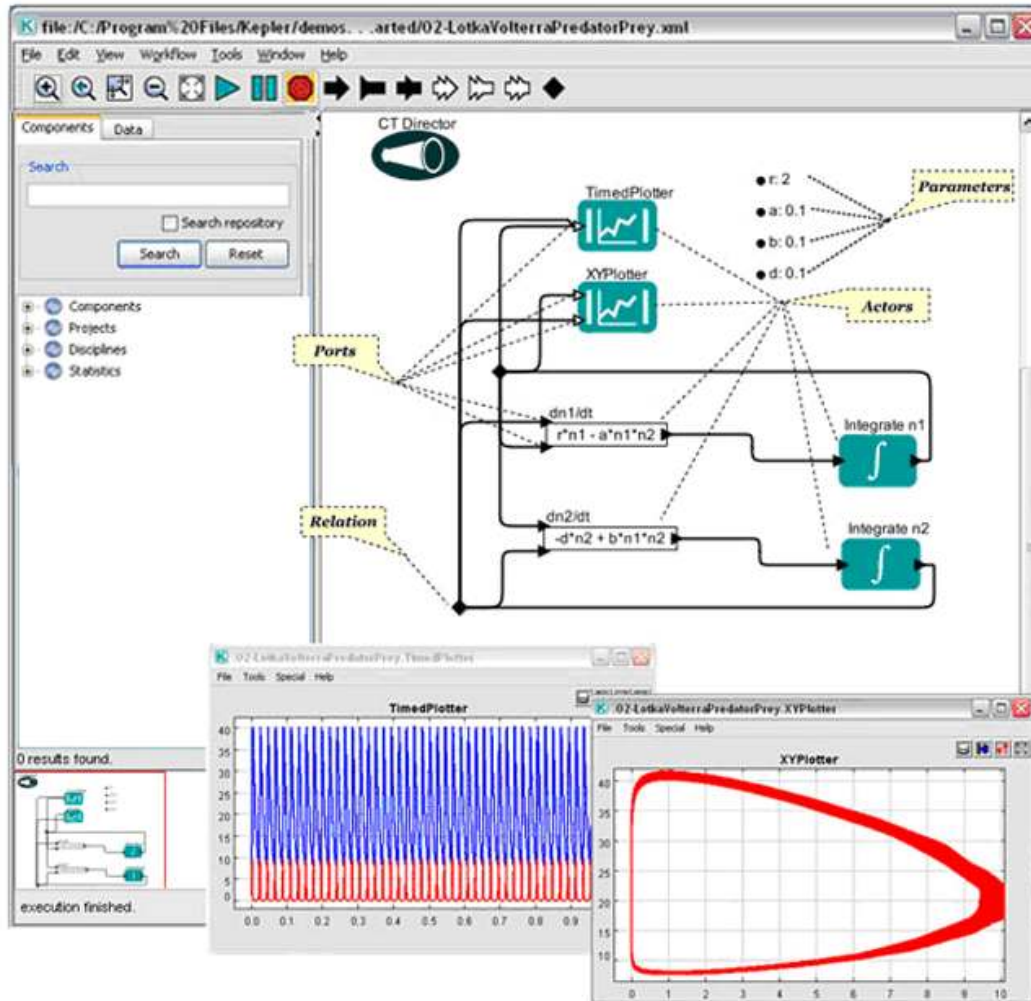 file:/C:/Program%20Files/Kepler/demos. . .arted/02-LotkaVolterraPredatorPrey.xml
File Edit View Workflow Tools Window Help
Components Data
Search
Search repository
Search Reset
Components
Projects
Disciplines
Statistics
0 results found.
execution finished.
CT Director
TimedPlotter
XYPlotter
r: 2
a: 0.1
b: 0.1
d: 0.1
Parameters
Actors
Ports
Relation
dn1/dt
r*n1 - a*n1*n2
Integrate n1
∫
dn2/dt
-d*n2 + b*n1*n2
Integrate n2
∫
02-LotkaVolterraPredatorPrey.TimedPlotter
File Tools Special Help
TimedPlotter
40
35
30
25
20
15
10
5
0
0.0 0.1 0.2 0.3 0.4 0.5 0.6 0.7 0.8 0.9
02-LotkaVolterraPredatorPrey.XYPlotter
File Tools Special Help
XYPlotter
40
35
30
25
20
15
10
0 1 2 3 4 5 6 7 8 9 10